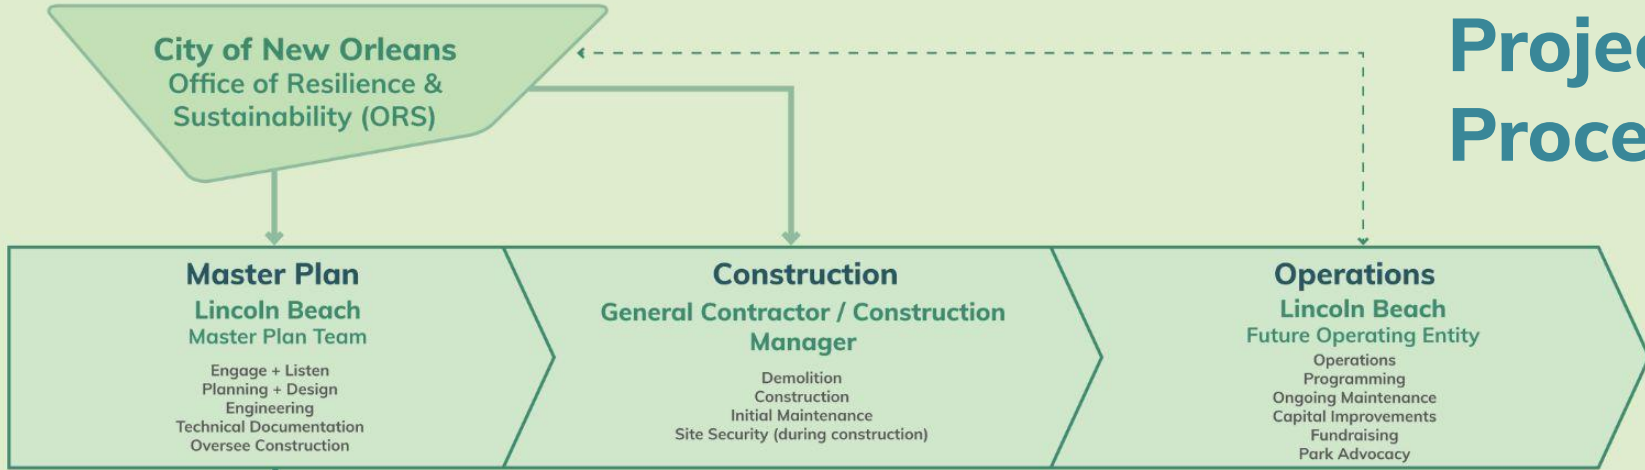 City of New Orleans
Office of Resilience &
Sustainability (ORS)
Master Plan
Lincoln Beach
Master Plan Team
Engage + Listen
Planning + Design
Engineering
Technical Documentation
Oversee Construction
Construction
General Contractor / Construction
Manager
Demolition
Construction
Initial Maintenance
Site Security (during construction)
Operations
Lincoln Beach
Future Operating Entity
Operations
Programming
Ongoing Maintenance
Capital Improvements
Fundraising
Park Advocacy